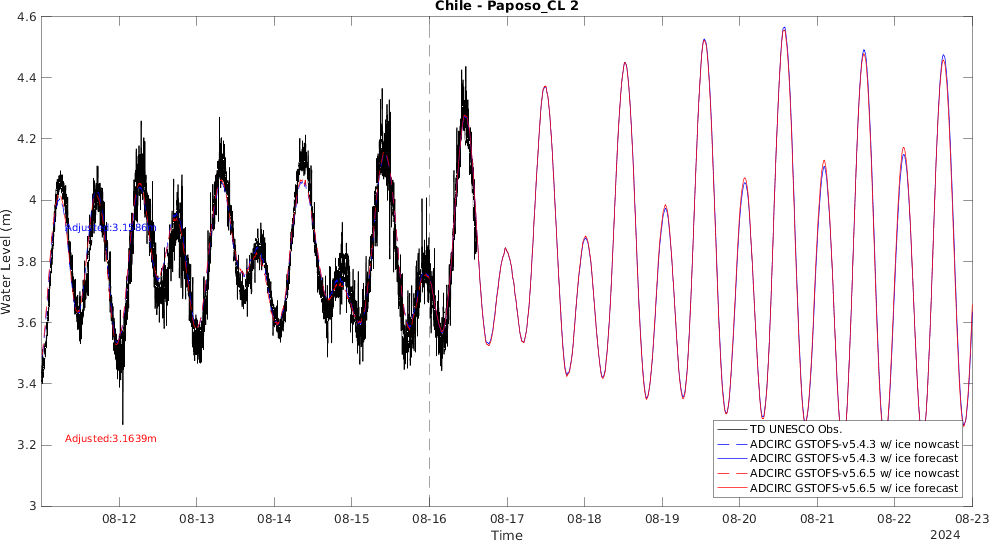 Chile - Paposo_CL 2
4.6
4.4
4.2
4
3.8
3.6
3.4
3.2
3
Water Level (m)
Adjusted:3.1586m
Adjusted:3.1639m
TD UNESCO Obs.
ADCIRC GSTOFS-v5.4.3 w/ ice nowcast
ADCIRC GSTOFS-v5.4.3 w/ ice forecast
ADCIRC GSTOFS-v5.6.5 w/ ice nowcast
ADCIRC GSTOFS-v5.6.5 w/ ice forecast
08-12 08-13 08-14 08-15 08-16 08-17 08-18 08-19 08-20 08-21 08-22 08-23
Time
2024